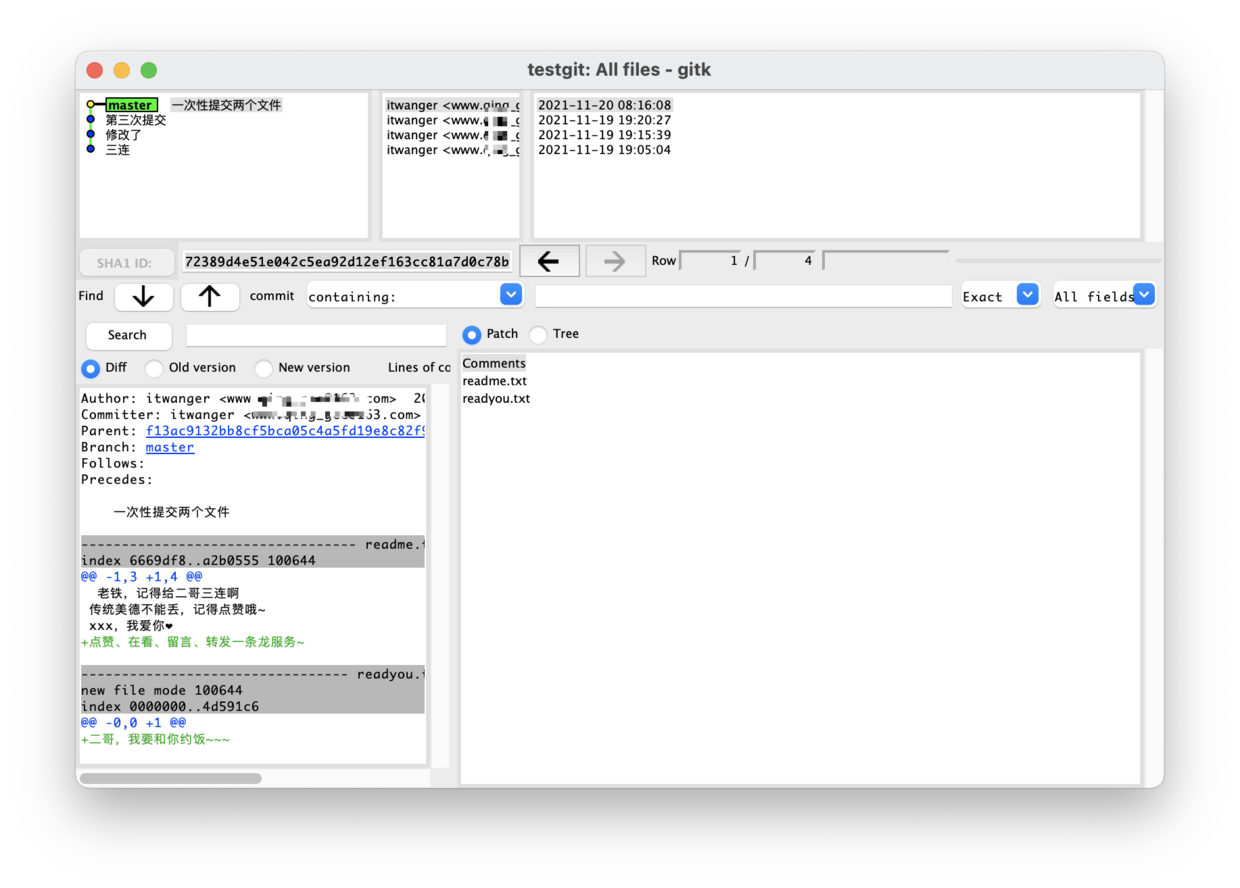 testgit: All files - gitk
master 一次性提交两个文件
第三次提交
修改了
三连
itwanger <www.qing_g
itwanger <www.
itwanger <www.
itwanger <www.
2021-11-20 08:16:08
2021-11-19 19:20:27
2021-11-19 19:15:39
2021-11-19 19:05:04
SHA1 ID: 72389d4e51e042c5ea92d12ef163cc81a7d0c78b ← → Row 1 / 4
Find ↓ ↑ commit containing: Exact All fields
Search
Patch Tree
Diff Old version New version Lines of co
Comments
readme.txt
readyou.txt
Author: itwanger <www com> 20
Committer: itwanger < 163.com>
Parent: f13ac9132bb8cf5bca05c4a5fd19e8c82f9
Branch: master
Follows:
Precedes:
一次性提交两个文件
---------------------------------- readme.t
index 6669df8..a2b0555 100644
@@ -1,3 +1,4 @@
老铁，记得给二哥三连啊
传统美德不能丢，记得点赞哦~
xxx，我爱你❤
+点赞、在看、留言、转发一条龙服务~
--------------------------------- readyou.t
new file mode 100644
index 0000000..4d591c6
@@ -0,0 +1 @@
+二哥，我要和你约饭~~~